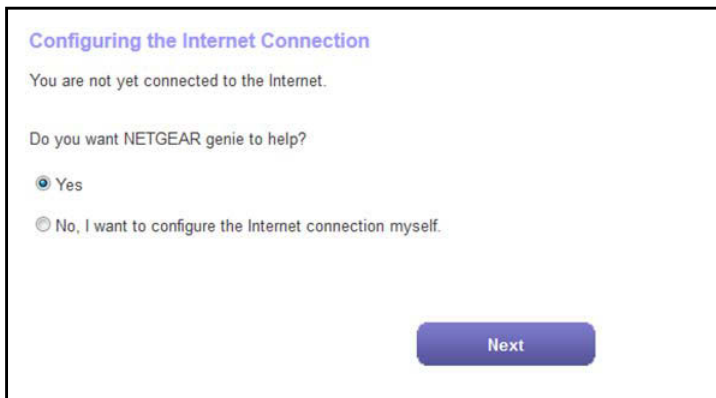 Configuring the Internet Connection
You are not yet connected to the Internet.
Do you want NETGEAR genie to help?
Yes
No, I want to configure the Internet connection myself.
Next